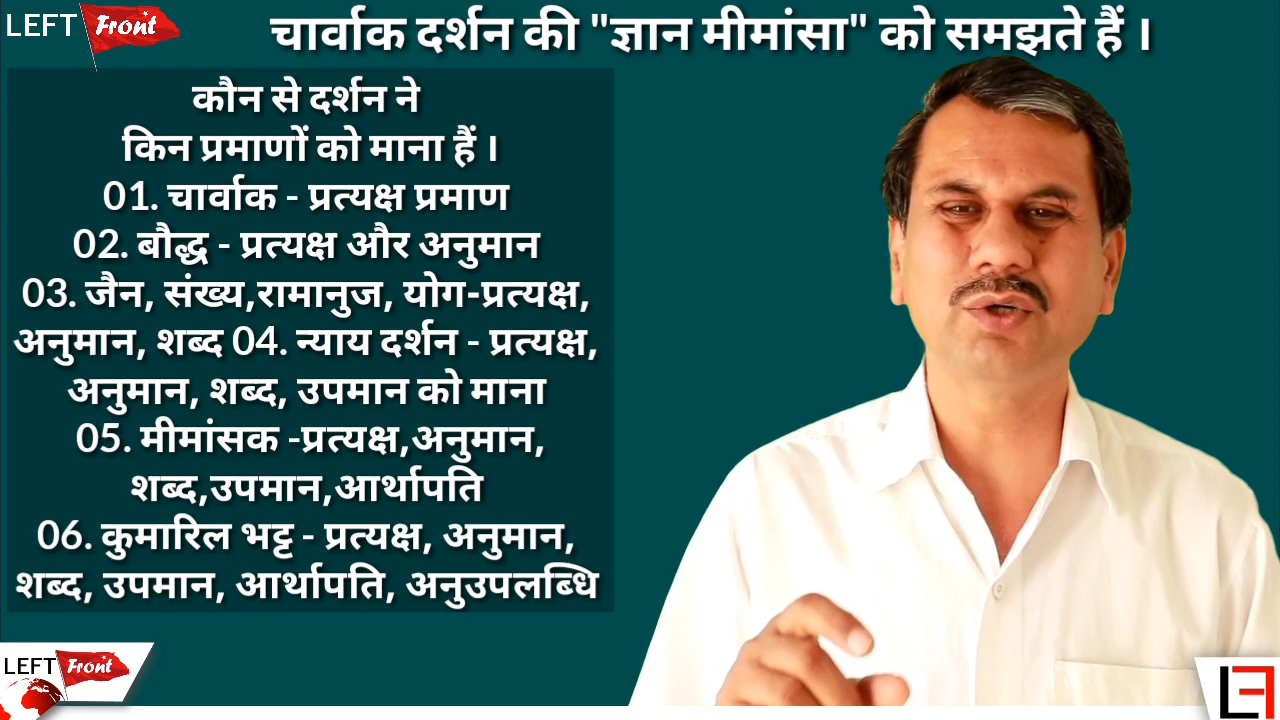 LEFT Front
चार्वाक दर्शन की "ज्ञान मीमांसा" को समझते हैं ।
कौन से दर्शन ने
किन प्रमाणों को माना हैं ।
01. चार्वाक - प्रत्यक्ष प्रमाण
02. बौद्ध - प्रत्यक्ष और अनुमान
03. जैन, संख्य,रामानुज, योग-प्रत्यक्ष,
अनुमान, शब्द 04. न्याय दर्शन - प्रत्यक्ष,
अनुमान, शब्द, उपमान को माना
05. मीमांसक -प्रत्यक्ष,अनुमान,
शब्द,उपमान,आर्थापति
06. कुमारिल भट्ट - प्रत्यक्ष, अनुमान,
शब्द, उपमान, आर्थापति, अनुउपलब्धि
LEFT Front
LF